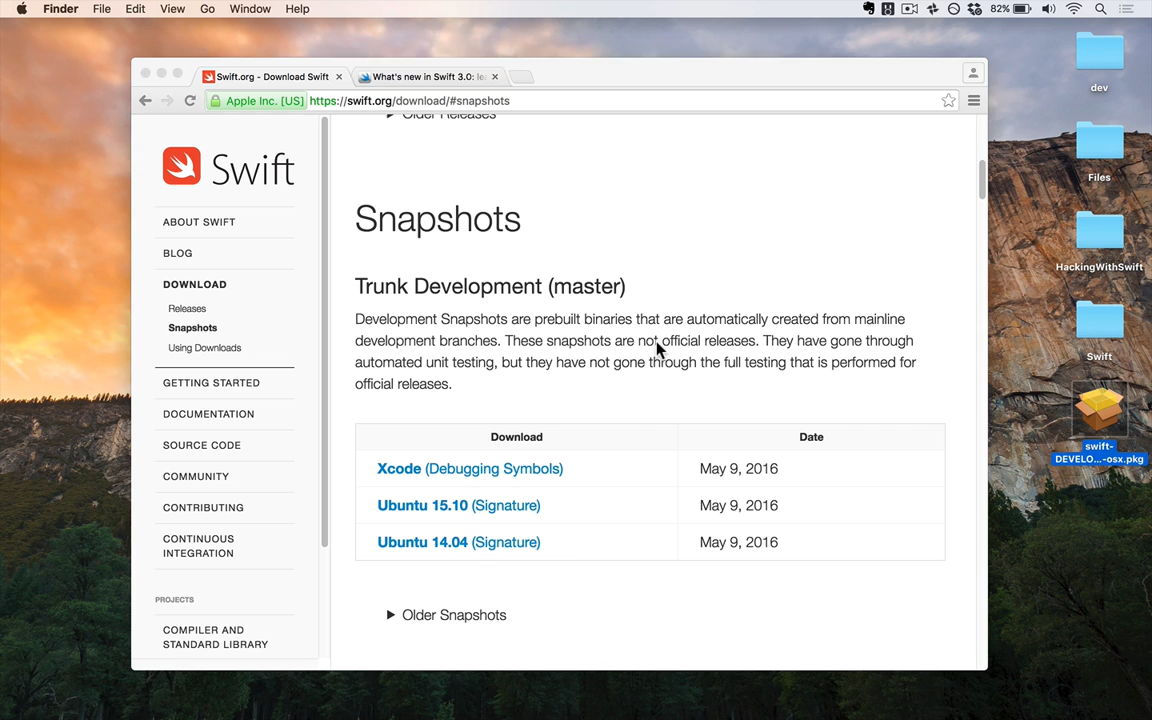 Finder File Edit View Go Window Help
82%
Swift.org - Download Swift
What's new in Swift 3.0: le
Apple Inc. [US] https://swift.org/download/#snapshots
Swift
ABOUT SWIFT
BLOG
DOWNLOAD
Releases
Snapshots
Using Downloads
GETTING STARTED
DOCUMENTATION
SOURCE CODE
COMMUNITY
CONTRIBUTING
CONTINUOUS
INTEGRATION
PROJECTS
COMPILER AND
STANDARD LIBRARY
Older Releases
Snapshots
Trunk Development (master)
Development Snapshots are prebuilt binaries that are automatically created from mainline
development branches. These snapshots are not official releases. They have gone through
automated unit testing, but they have not gone through the full testing that is performed for
official releases.
Download Date
Xcode (Debugging Symbols) May 9, 2016
Ubuntu 15.10 (Signature) May 9, 2016
Ubuntu 14.04 (Signature) May 9, 2016
Older Snapshots
dev
Files
HackingWithSwift
Swift
swift-
DEVELO...-osx.pkg